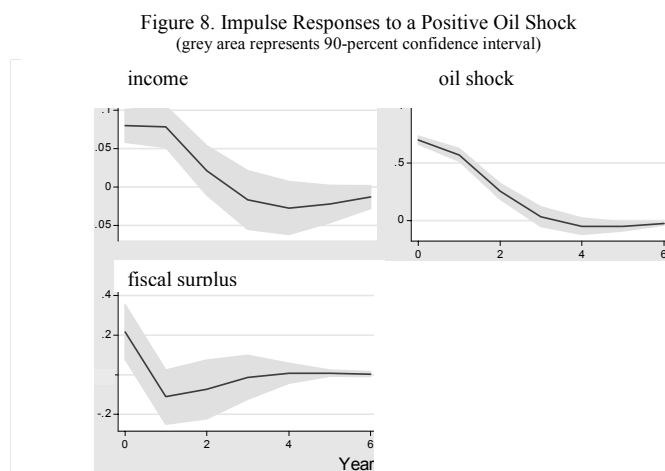 Figure 8. Impulse Responses to a Positive Oil Shock
(grey area represents 90-percent confidence interval)
income
oil shock
.1
.05
0
.05
.5
0
0 2 4 6
fiscal surplus
.4
.2
-.2
0 2 4 6
Year